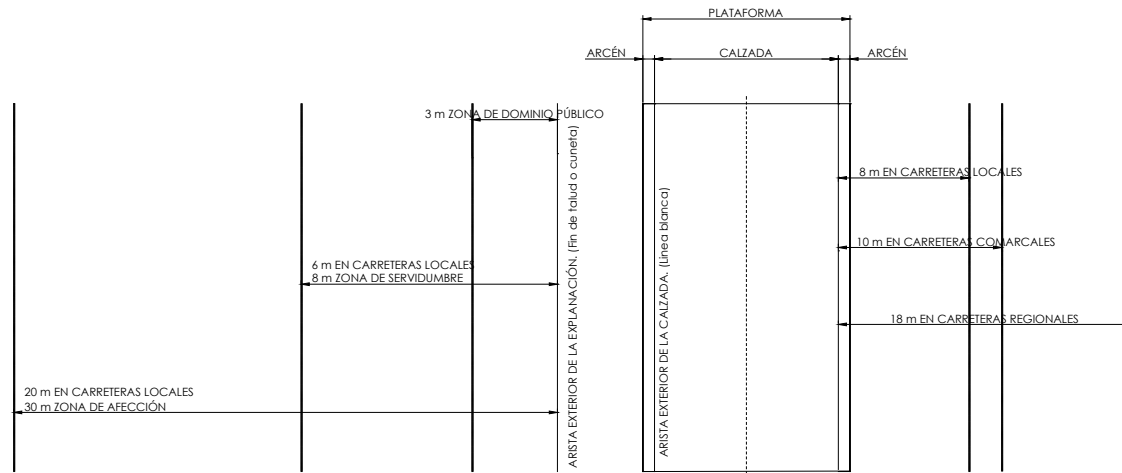 PLATAFORMA
ARCÉN
CALZADA
ARCÉN
3 m ZONA DE DOMINIO PÚBLICO
8 m EN CARRETERAS LOCALES
10 m EN CARRETERAS COMARCALES
6 m EN CARRETERAS LOCALES
8 m ZONA DE SERVIDUMBRE
18 m EN CARRETERAS REGIONALES
20 m EN CARRETERAS LOCALES
30 m ZONA DE AFECCIÓN
ARISTA EXTERIOR DE LA EXPLANACIÓN. (Fin de talud o cuneta)
ARISTA EXTERIOR DE LA CALZADA. (Linea blanca)